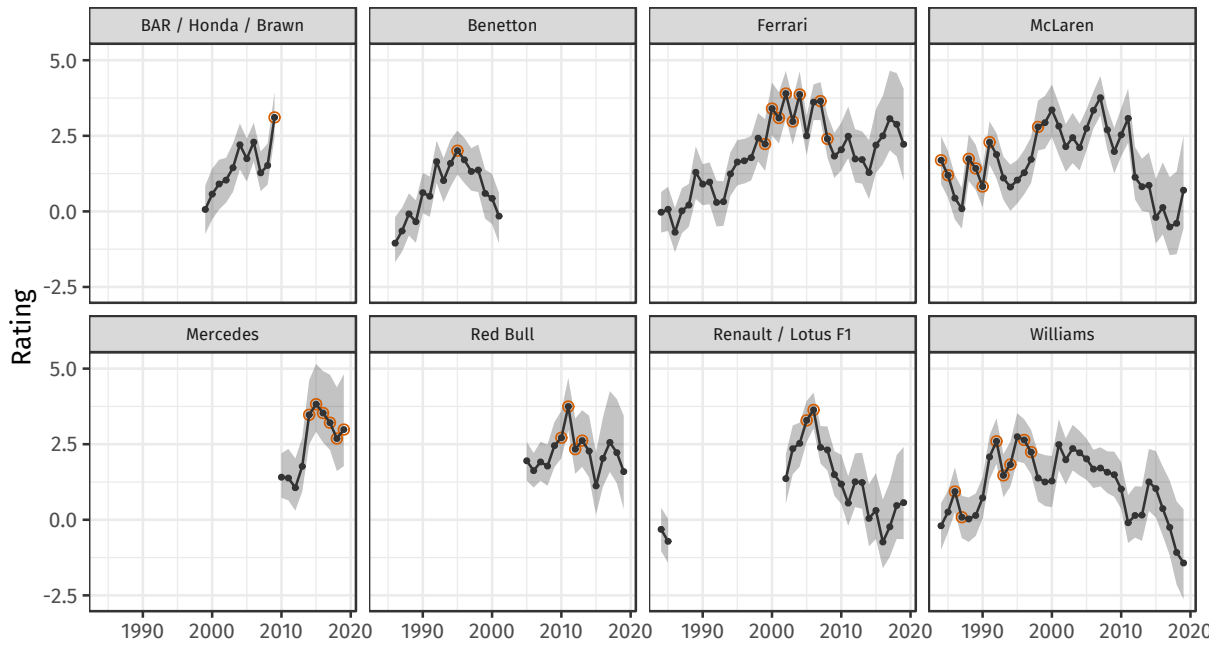 BAR / Honda / Brawn Benetton Ferrari McLaren
5.0
2.5
0.0
-2.5
Rating
Mercedes Red Bull Renault / Lotus F1 Williams
5.0
2.5
0.0
-2.5
1990 2000 2010 2020 1990 2000 2010 2020 1990 2000 2010 2020 1990 2000 2010 2020